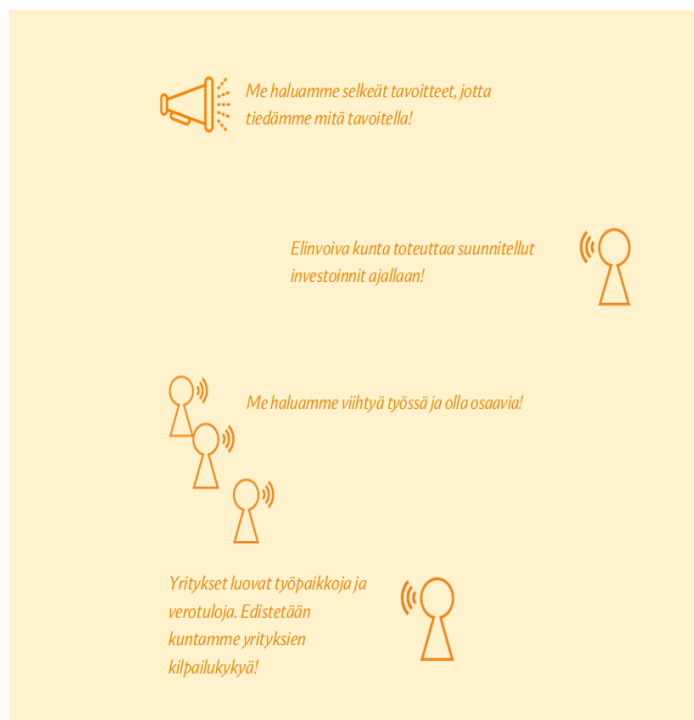 Me haluamme selkeät tavoitteet, jotta
tiedämme mitä tavoitella!
Elinvoiva kunta toteuttaa suunnitellut
investoinnit ajallaan!
Me haluamme viihtyä työssä ja olla osaavia!
Yritykset luovat työpaikkoja ja
verotuloja. Edistetään
kuntamme yrityksien
kilpailukykyä!